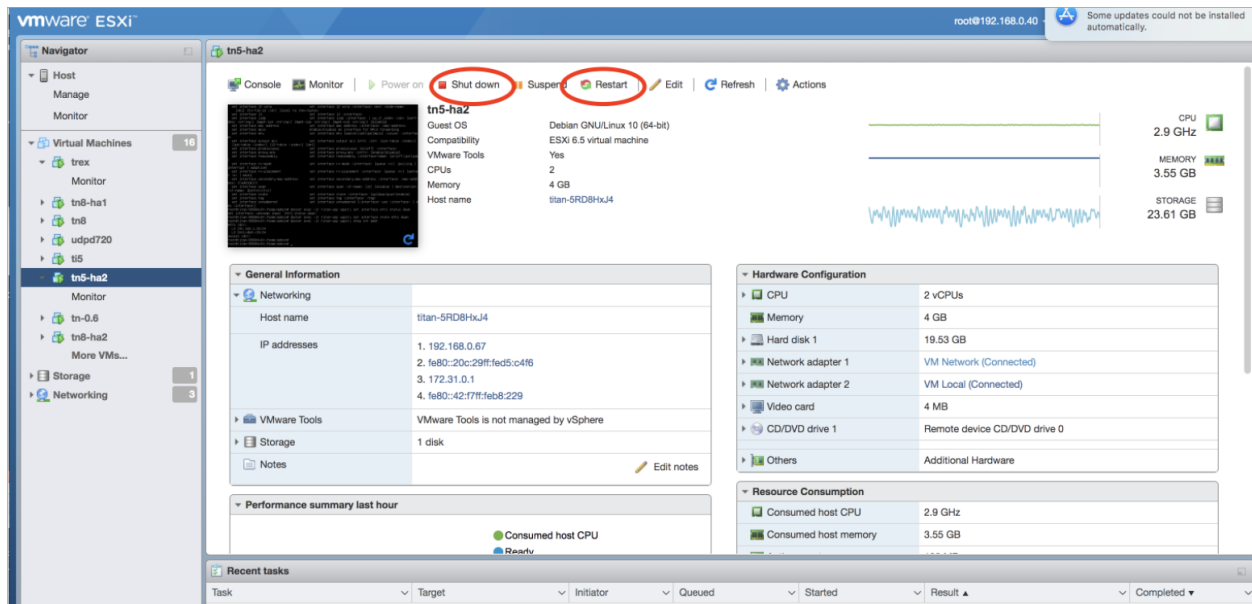 vmware ESXi
root@192.168.0.40
Some updates could not be installed
automatically.
Navigator
Host
Manage
Monitor
Virtual Machines 16
trex
Monitor
tn8-ha1
tn8
udpd720
ti5
tn5-ha2
Monitor
tn-0.6
tn8-ha2
More VMs...
Storage 1
Networking 3
tn5-ha2
Console Monitor Power on Shut down Suspend Restart Edit Refresh Actions
tn5-ha2
Guest OS Debian GNU/Linux 10 (64-bit)
Compatibility ESXi 6.5 virtual machine
VMware Tools Yes
CPUs 2
Memory 4 GB
Host name titan-5RD8HxJ4
CPU
2.9 GHz
MEMORY
3.55 GB
STORAGE
23.61 GB
General Information
Networking
Host name titan-5RD8HxJ4
IP addresses 1. 192.168.0.67
2. fe80::20c:29ff:fed5:c4f6
3. 172.31.0.1
4. fe80::42:f7ff:feb8:229
VMware Tools VMware Tools is not managed by vSphere
Storage 1 disk
Notes Edit notes
Performance summary last hour
Consumed host CPU
Ready
Hardware Configuration
CPU 2 vCPUs
Memory 4 GB
Hard disk 1 19.53 GB
Network adapter 1 VM Network (Connected)
Network adapter 2 VM Local (Connected)
Video card 4 MB
CD/DVD drive 1 Remote device CD/DVD drive 0
Others Additional Hardware
Resource Consumption
Consumed host CPU 2.9 GHz
Consumed host memory 3.55 GB
Recent tasks
Task Target Initiator Queued Started Result ▲ Completed ▼